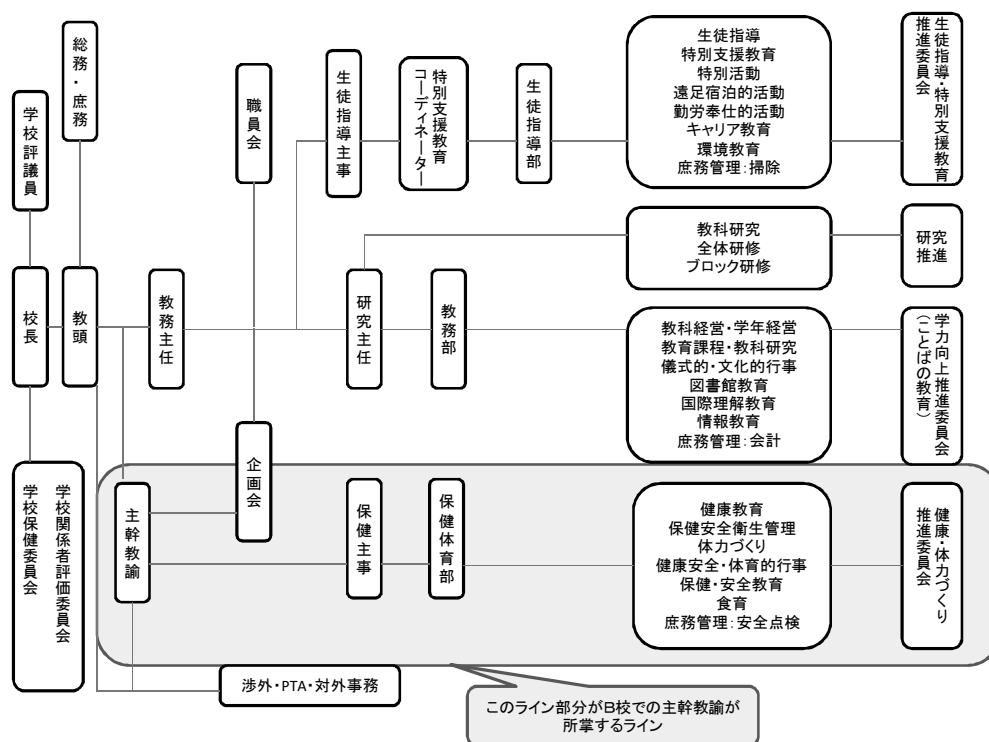 総務・庶務
学校評議員
職員会
生徒指導主事
特別支援教育
コーディネーター
生徒指導部
生徒指導
特別支援教育
特別活動
遠足宿泊的活動
勤労奉仕的活動
キャリア教育
環境教育
庶務管理：掃除
生徒指導・特別支援教育
推進委員会
教科研究
全体研修
ブロック研修
研究
推進
校長
教頭
教務主任
研究主任
教務部
教科経営・学年経営
教育課程・教科研究
儀式的・文化的行事
図書館教育
国際理解教育
情報教育
庶務管理：会計
学力向上推進委員会
（ことばの教育）
企画会
学校関係者評価委員会
学校保健委員会
主幹教諭
保健主事
保健体育部
健康教育
保健安全衛生管理
体力づくり
健康安全・体育的行事
保健・安全教育
食育
庶務管理：安全点検
健康・体力づくり
推進委員会
渉外・PTA・対外事務
このライン部分がB校での主幹教諭が
所掌するライン